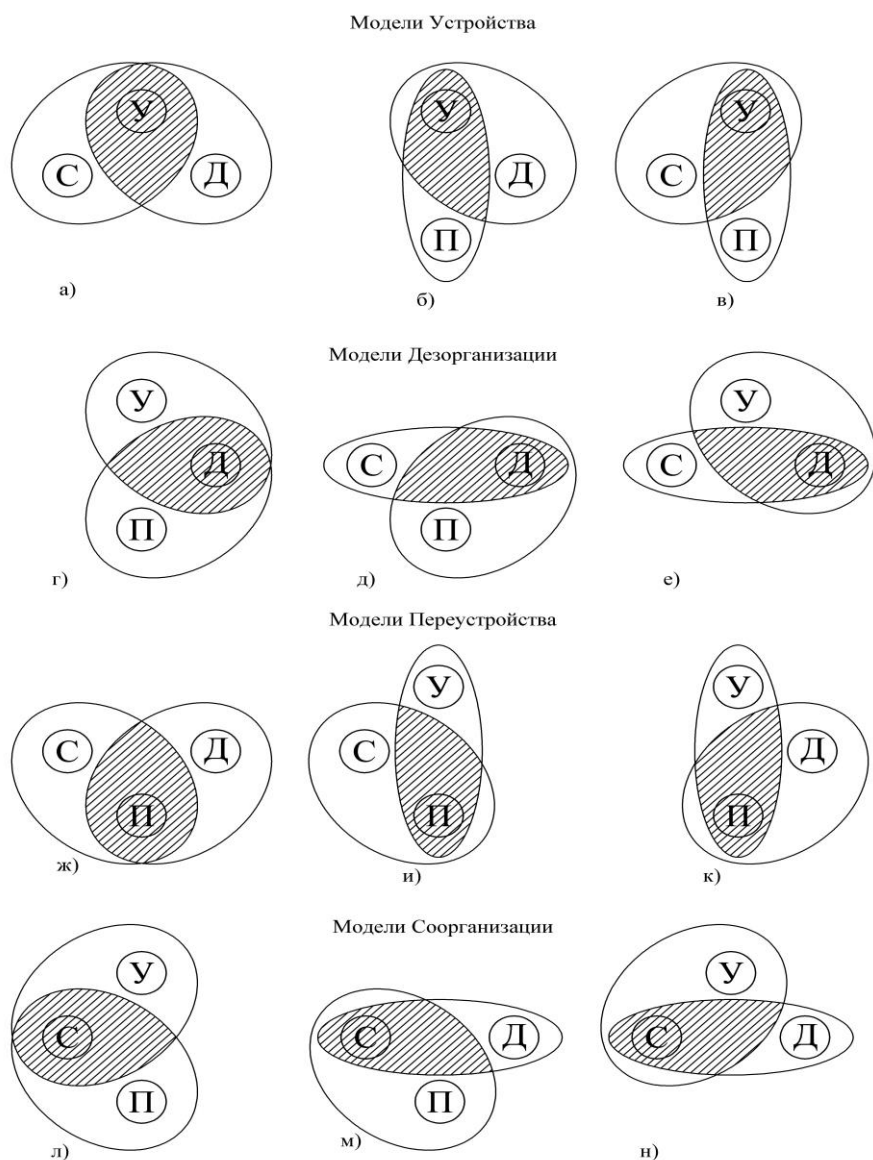 Модели Устройства
У У У
С Д Д С
П П
а) б) в)
Модели Дезорганизации
У У
Д С Д С Д
П П
г) д) е)
Модели Переустройства
У У
С Д С Д
П П П
ж) и) к)
Модели Соорганизации
У У
С С Д С Д
П П
л) м) н)